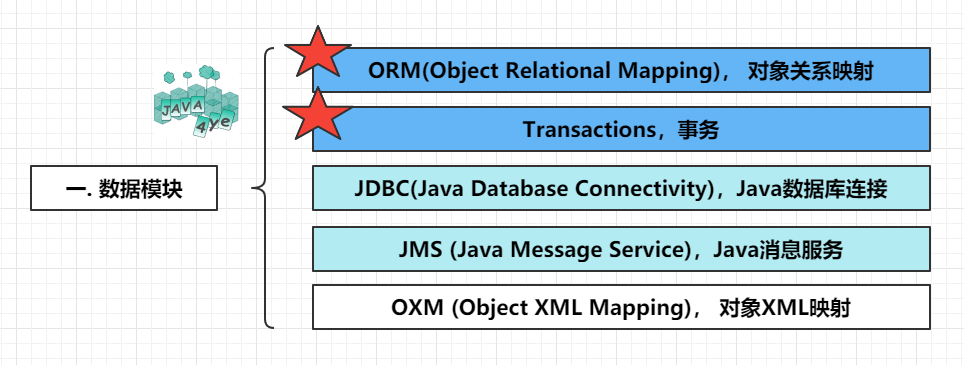 ORM(Object Relational Mapping)， 对象关系映射
JAVA
4ye
Transactions，事务
一. 数据模块
JDBC(Java Database Connectivity)，Java数据库连接
JMS (Java Message Service)，Java消息服务
OXM (Object XML Mapping)， 对象XML映射